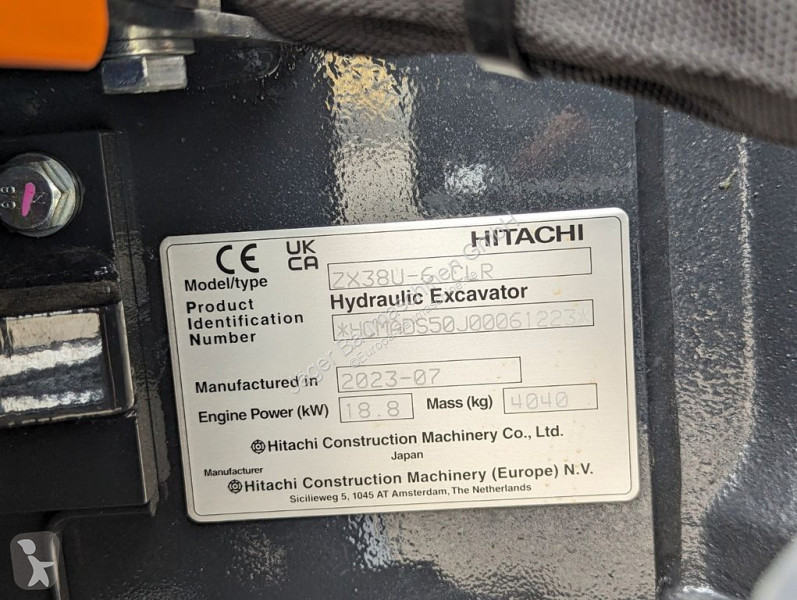 CE UK CA HITACHI
Model/type ZX38U-6 CLR
Product Hydraulic Excavator
Identification *HCMADS50J00061223*
Number
Manufactured in 2023-07
Engine Power (kW) 18.8 Mass (kg) 4040
Hitachi Construction Machinery Co., Ltd.
Japan
Manufacturer
Hitachi Construction Machinery (Europe) N.V.
Sicilieweg 5, 1045 AT Amsterdam, The Netherlands